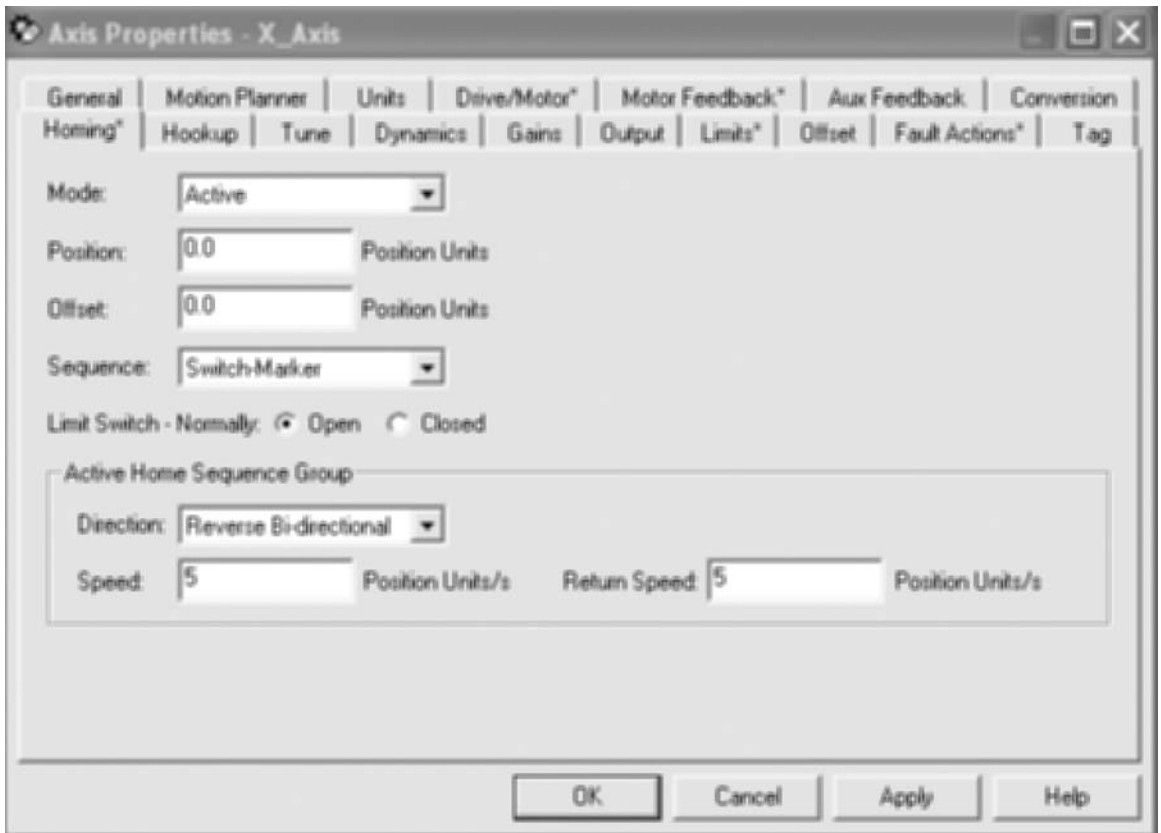 Axis Properties - X_Axis
General Motion Planner Units Drive/Motor* Motor Feedback* Aux Feedback Conversion
Homing* Hookup Tune Dynamics Gains Output Limits* Offset Fault Actions* Tag
Mode: Active
Position: 0.0 Position Units
Offset: 0.0 Position Units
Sequence: Switch-Marker
Limit Switch - Normally: Open Closed
Active Home Sequence Group
Direction: Reverse Bi-directional
Speed: 5 Position Units/s Return Speed: 5 Position Units/s
OK Cancel Apply Help